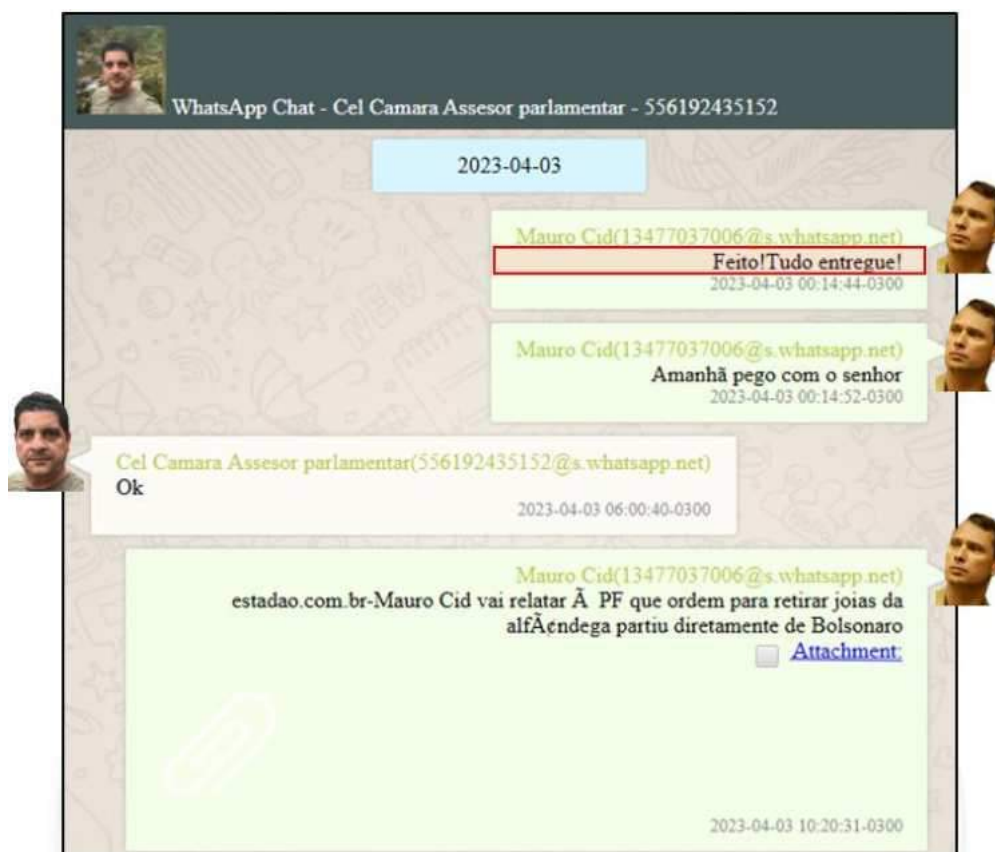 WhatsApp Chat - Cel Camara Assesor parlamentar - 556192435152
2023-04-03
Mauro Cid(13477037006@s.whatsapp.net)
Feito!Tudo entregue!
2023-04-03 00:14:44-0300
Mauro Cid(13477037006@s.whatsapp.net)
Amanhã pego com o senhor
2023-04-03 00:14:52-0300
Cel Camara Assesor parlamentar(556192435152@s.whatsapp.net)
Ok
2023-04-03 06:00:40-0300
Mauro Cid(13477037006@s.whatsapp.net)
estadao.com.br-Mauro Cid vai relatar Ã PF que ordem para retirar joias da
alfÃ¢ndega partiu diretamente de Bolsonaro
Attachment:
2023-04-03 10:20:31-0300